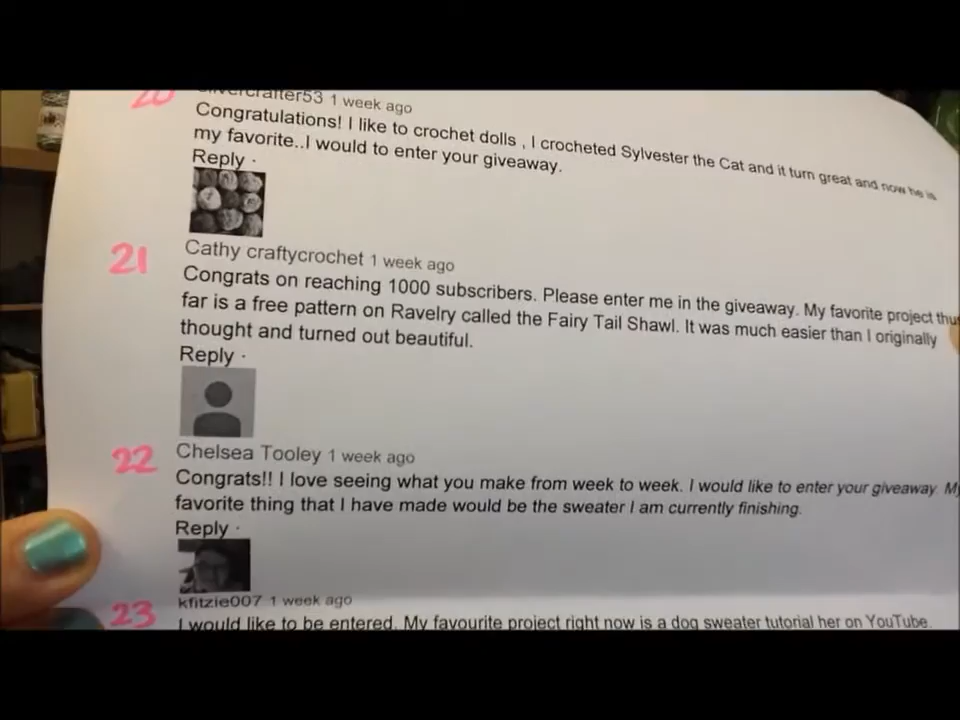 20 silvercrafter53 1 week ago
Congratulations! I like to crochet dolls , I crocheted Sylvester the Cat and it turn great and now he is
my favorite..I would to enter your giveaway.
Reply ·
21 Cathy craftycrochet 1 week ago
Congrats on reaching 1000 subscribers. Please enter me in the giveaway. My favorite project thus
far is a free pattern on Ravelry called the Fairy Tail Shawl. It was much easier than I originally
thought and turned out beautiful.
Reply ·
22 Chelsea Tooley 1 week ago
Congrats!! I love seeing what you make from week to week. I would like to enter your giveaway. My
favorite thing that I have made would be the sweater I am currently finishing.
Reply ·
23 kfitzie007 1 week ago
I would like to be entered. My favourite project right now is a dog sweater tutorial her on YouTube.